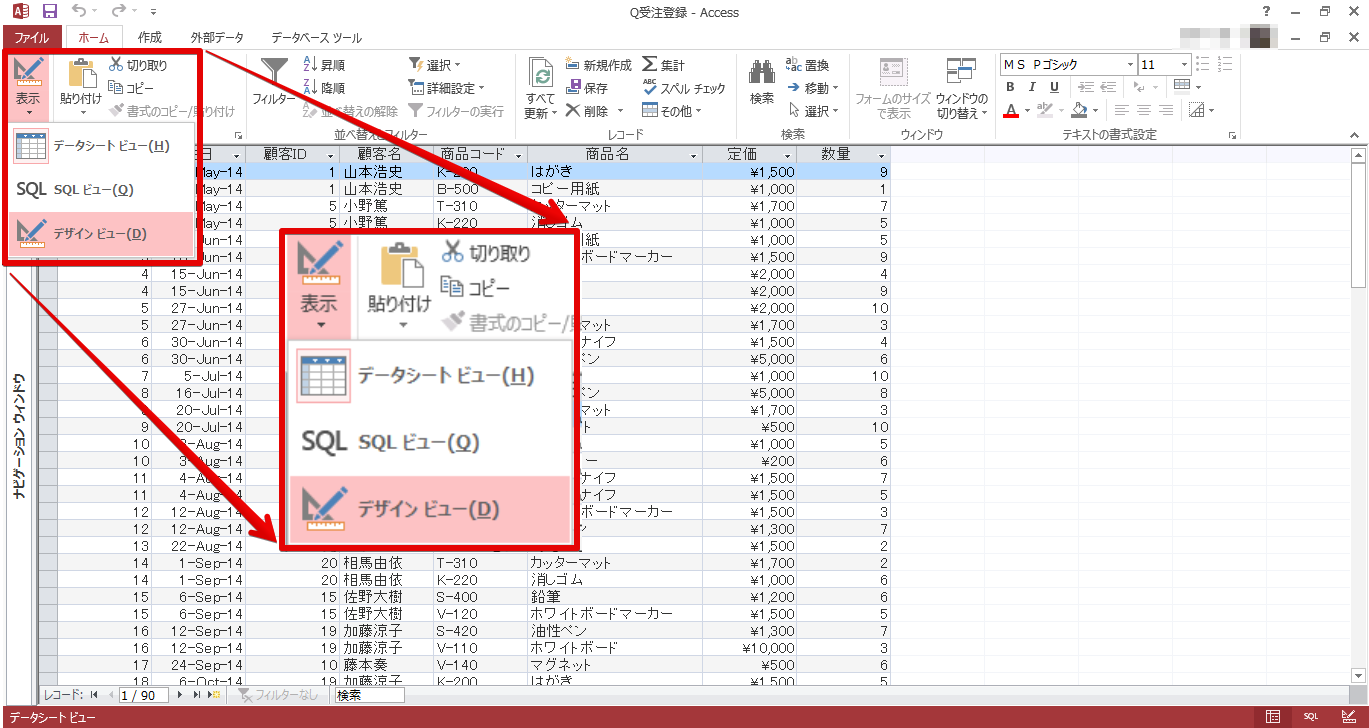 Q受注登録 - Access
ファイル ホーム 作成 外部データ データベース ツール
表示 貼り付け 切り取り コピー 書式のコピー/貼り付け
フィルター 昇順 降順 並べ替えの解除 選択 詳細設定 フィルターの実行
並べ替えとフィルター
すべて更新 新規作成 保存 削除 集計 スペル チェック その他
レコード
検索 置換 移動 選択
検索
フォームのサイズで表示 ウィンドウの切り替え
ウィンドウ
MS Pゴシック 11
B I U
A ab
テキストの書式設定
データシート ビュー(H)
SQL SQL ビュー(Q)
デザイン ビュー(D)
日 顧客ID 顧客名 商品コード 商品名 定価 数量
May-14 1 山本浩史 K-200 はがき ¥1,500 9
May-14 1 山本浩史 B-500 コピー用紙 ¥1,000 1
May-14 5 小野篤 T-310 カッターマット ¥1,700 7
May-14 5 小野篤 K-220 消しゴム ¥1,000 5
Jun-14 用紙 ¥1,000 5
Jun-14 ボードマーカー ¥1,500 9
4 15-Jun-14 ¥2,000 4
4 15-Jun-14 ¥2,000 9
5 27-Jun-14 ¥2,000 10
5 27-Jun-14 マット ¥1,700 3
6 30-Jun-14 ナイフ ¥1,500 4
6 30-Jun-14 ペン ¥5,000 6
7 5-Jul-14 ¥1,000 10
8 16-Jul-14 ペン ¥5,000 8
20-Jul-14 マット ¥1,700 3
9 20-Jul-14 ト ¥500 10
10 3-Aug-14 ¥1,000 5
10 3-Aug-14 ー ¥200 6
11 4-Aug-14 ナイフ ¥1,500 7
11 4-Aug-14 ナイフ ¥1,500 5
12 12-Aug-14 ボードマーカー ¥1,500 3
12 12-Aug-14 ¥1,300 7
13 22-Aug-14 ¥1,500 2
14 1-Sep-14 20 相馬由依 T-310 カッターマット ¥1,700 2
14 1-Sep-14 20 相馬由依 K-220 消しゴム ¥1,000 6
15 6-Sep-14 15 佐野大樹 S-400 鉛筆 ¥1,200 6
15 6-Sep-14 15 佐野大樹 V-120 ホワイトボードマーカー ¥1,500 5
16 12-Sep-14 19 加藤涼子 S-420 油性ペン ¥1,300 7
16 12-Sep-14 19 加藤涼子 V-110 ホワイトボード ¥10,000 3
17 24-Sep-14 10 藤本奏 V-140 マグネット ¥500 6
18 6-Oct-14 19 加藤涼子 K-200 はがき ¥1,500 5
表示 貼り付け 切り取り コピー 書式のコピー/貼
データシート ビュー(H)
SQL SQL ビュー(Q)
デザイン ビュー(D)
ナビゲーション ウィンドウ
レコード: 1 / 90 フィルターなし 検索
データシート ビュー SQL